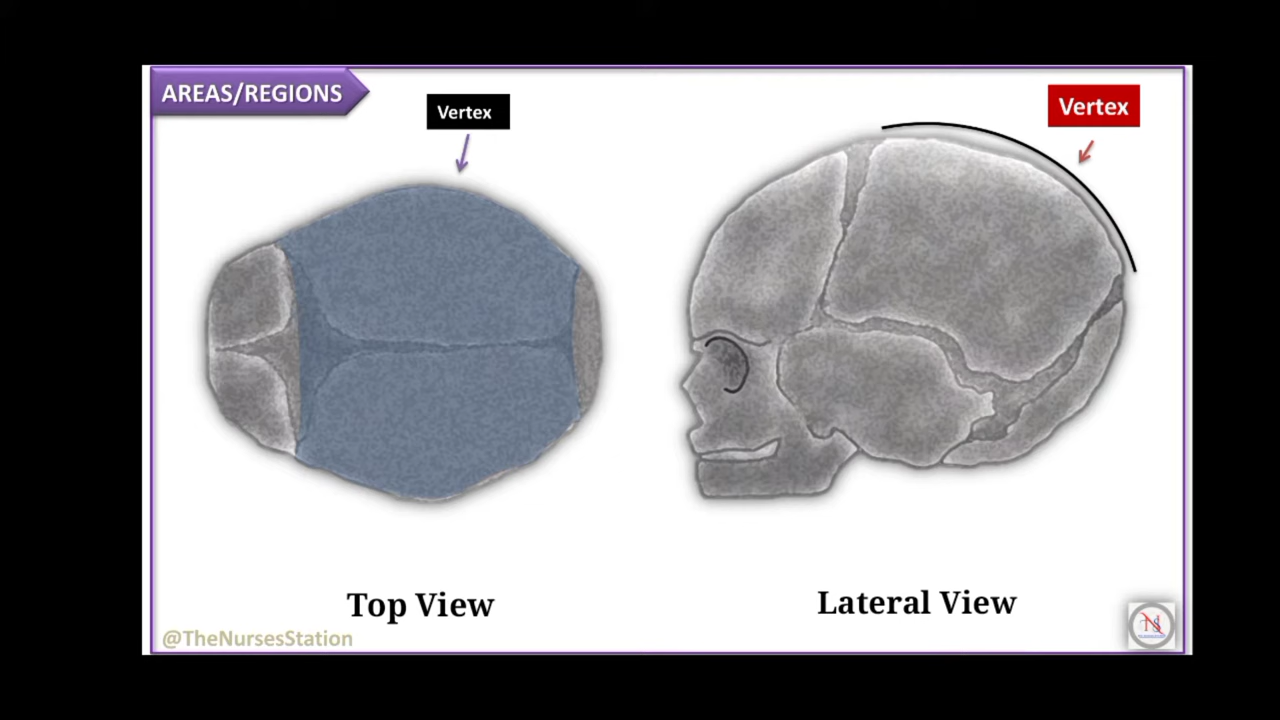 AREAS/REGIONS
Vertex
Vertex
Top View
Lateral View
@TheNursesStation